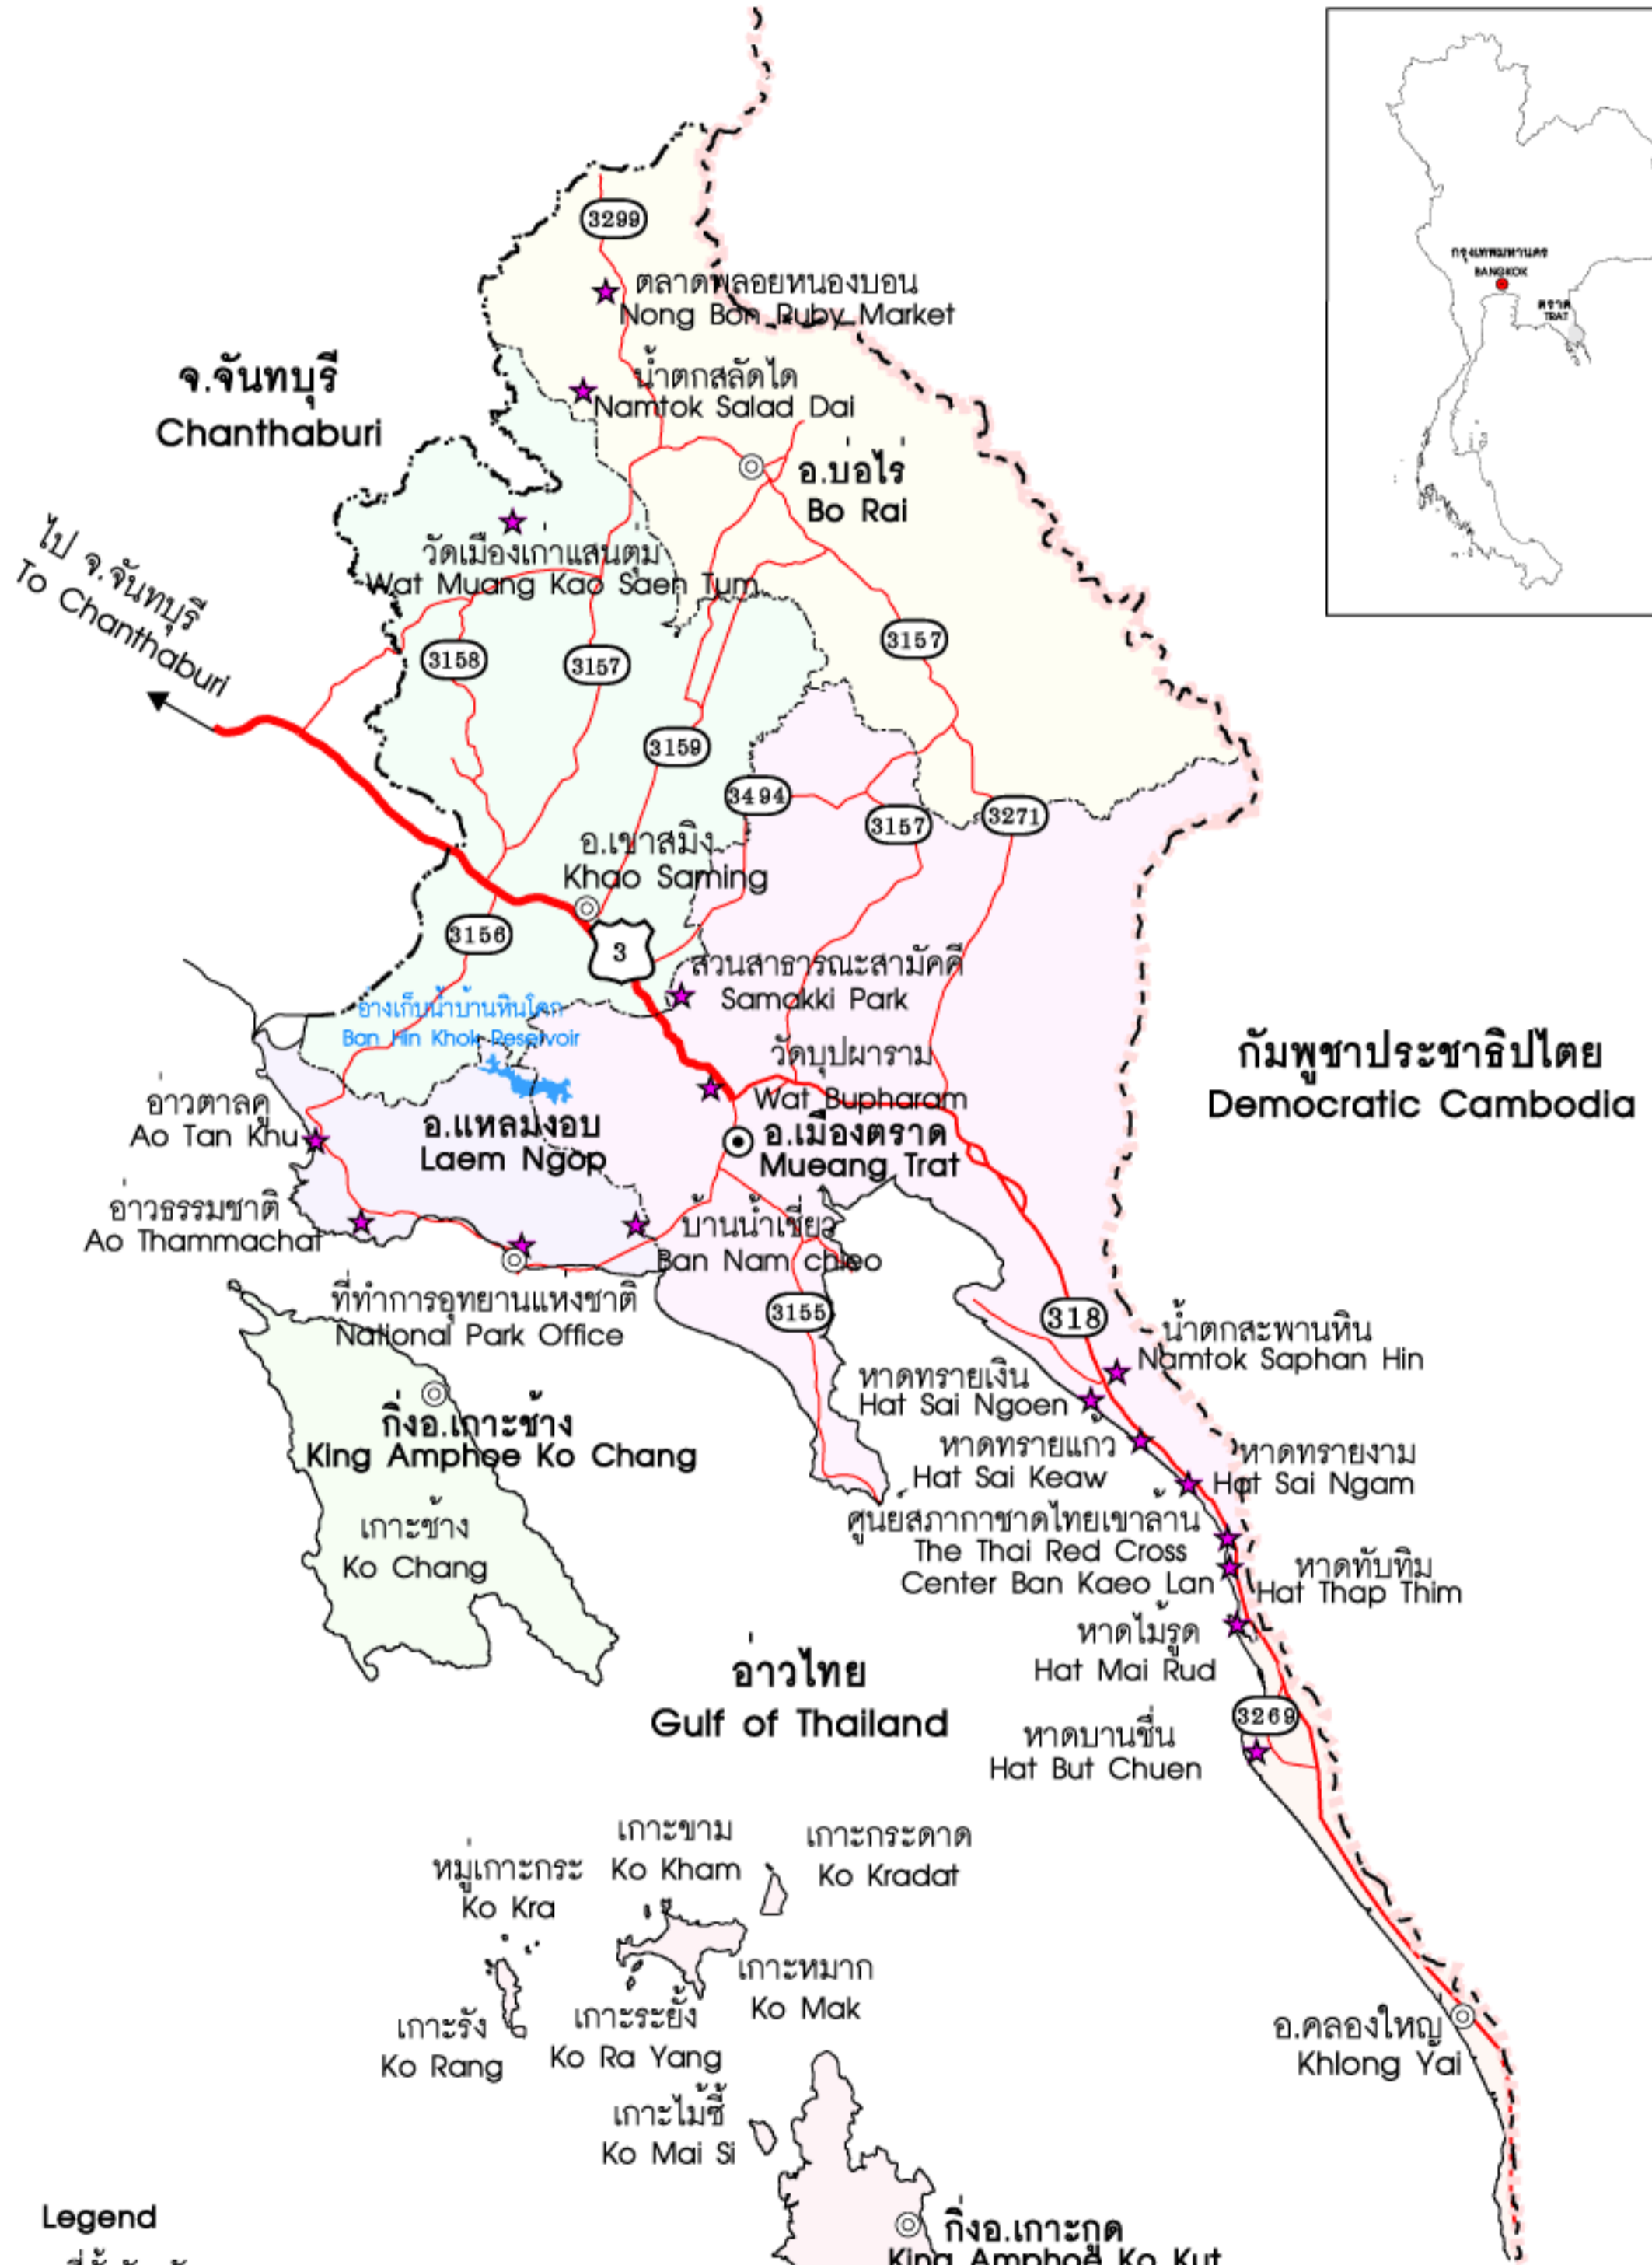 กรุงเทพมหานคร
BANGKOK
ตราด
TRAT
3299
ตลาดพลอยหนองบอน
Nong Bon Ruby Market
น้ำตกสลัดได
Namtok Salad Dai
จ.จันทบุรี
Chanthaburi
อ.บ่อไร่
Bo Rai
วัดเมืองเก่าแสนตุ่ม
Wat Muang Kao Saen Tum
ไป จ.จันทบุรี
To Chanthaburi
3158
3157
3157
3159
3494
3157
3271
อ.เขาสมิง
Khao Saming
3156
3
สวนสาธารณะสามัคคี
Samakki Park
อ่างเก็บน้ำบ้านหินโคก
Ban Hin Khok Reservoir
วัดบุปผาราม
Wat Bupharam
กัมพูชาประชาธิปไตย
Democratic Cambodia
อ่าวตาลคู่
Ao Tan Khu
อ.แหลมงอบ
Laem Ngop
อ.เมืองตราด
Mueang Trat
อ่าวธรรมชาติ
Ao Thammachat
บ้านน้ำเชี่ยว
Ban Nam chieo
ที่ทำการอุทยานแห่งชาติ
National Park Office
3155
318
น้ำตกสะพานหิน
Namtok Saphan Hin
หาดทรายเงิน
Hat Sai Ngoen
กิ่งอ.เกาะช้าง
King Amphoe Ko Chang
หาดทรายแก้ว
Hat Sai Keaw
หาดทรายงาม
Hat Sai Ngam
เกาะช้าง
Ko Chang
ศูนย์สภากาชาดไทยเขาล้าน
The Thai Red Cross
Center Ban Kaeo Lan
หาดทับทิม
Hat Thap Thim
หาดไม้รูด
Hat Mai Rud
อ่าวไทย
Gulf of Thailand
3269
หาดบานชื่น
Hat But Chuen
เกาะขาม
Ko Kham
เกาะกระดาด
Ko Kradat
หมู่เกาะกระ
Ko Kra
เกาะหมาก
Ko Mak
เกาะรัง
Ko Rang
เกาะระยั้ง
Ko Ra Yang
อ.คลองใหญ่
Khlong Yai
เกาะไม้ซี้
Ko Mai Si
Legend
กิ่งอ.เกาะกูด
King Amphoe Ko Kut